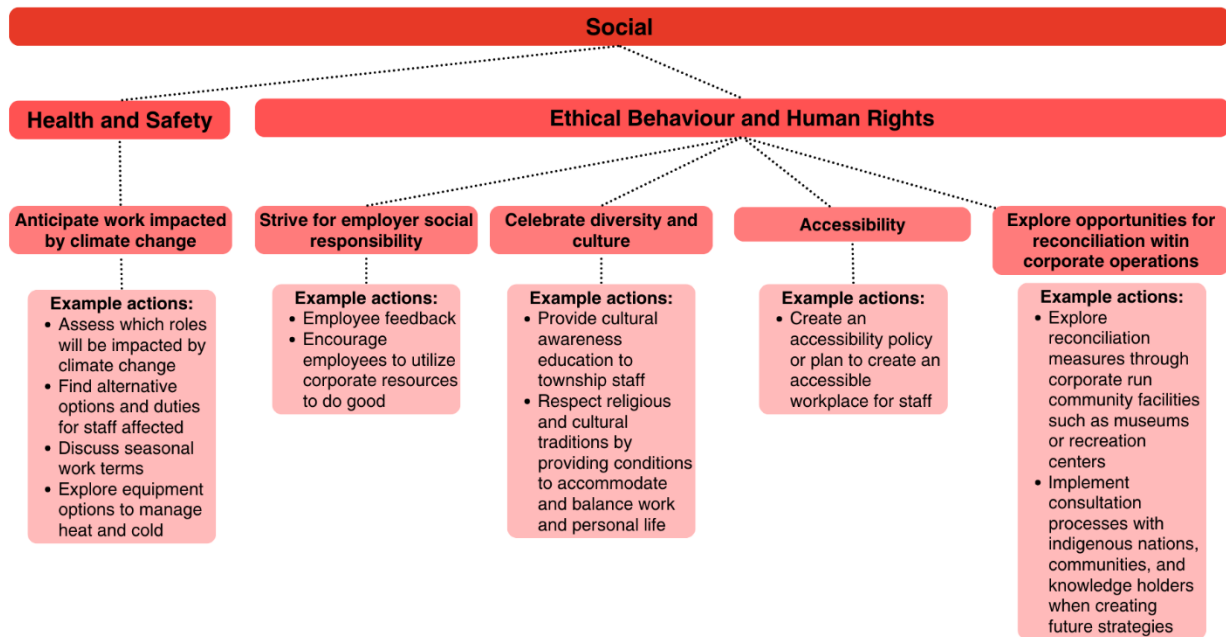 Social
Health and Safety
Ethical Behaviour and Human Rights
Anticipate work impacted
by climate change
Strive for employer social
responsibility
Celebrate diversity and
culture
Accessibility
Explore opportunities for
reconciliation witin
corporate operations
Example actions:
• Assess which roles
will be impacted by
climate change
• Find alternative
options and duties
for staff affected
• Discuss seasonal
work terms
• Explore equipment
options to manage
heat and cold
Example actions:
• Employee feedback
• Encourage
employees to utilize
corporate resources
to do good
Example actions:
• Provide cultural
awareness
education to
township staff
• Respect religious
and cultural
traditions by
providing conditions
to accommodate
and balance work
and personal life
Example actions:
• Create an
accessibility policy
or plan to create an
accessible
workplace for staff
Example actions:
• Explore
reconciliation
measures through
corporate run
community facilities
such as museums
or recreation
centers
• Implement
consultation
processes with
indigenous nations,
communities, and
knowledge holders
when creating
future strategies